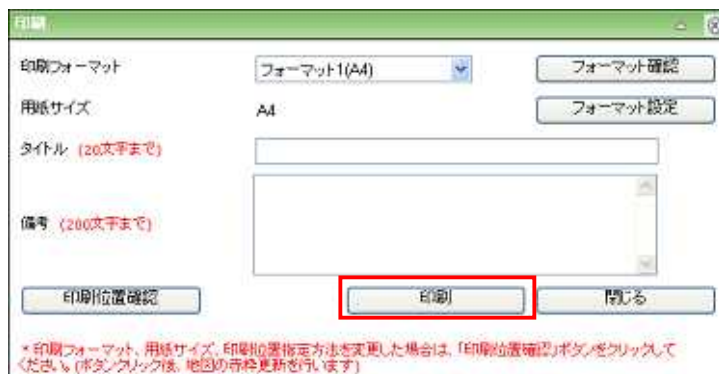 印刷
印刷フォーマット フォーマット1(A4) フォーマット確認
用紙サイズ A4 フォーマット設定
タイトル (20文字まで)
備考 (200文字まで)
印刷位置確認 印刷 閉じる
*印刷フォーマット、用紙サイズ、印刷位置指定方法を変更した場合は、「印刷位置確認」ボタンをクリックして
ください。(ボタンクリック後、地図の赤枠更新を行います)